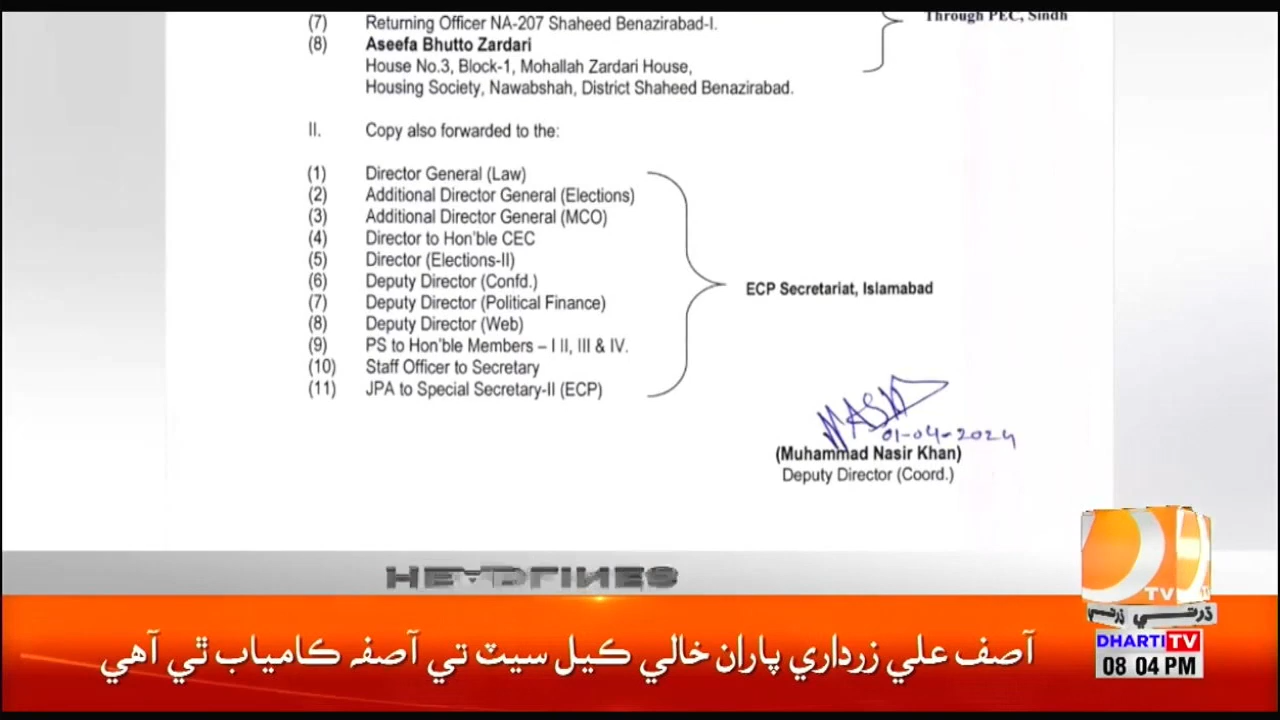 Through PEC, Sindh
(7) Returning Officer NA-207 Shaheed Benazirabad-I.
(8) Aseefa Bhutto Zardari
House No.3, Block-1, Mohallah Zardari House,
Housing Society, Nawabshah, District Shaheed Benazirabad.
II. Copy also forwarded to the:
(1) Director General (Law)
(2) Additional Director General (Elections)
(3) Additional Director General (MCO)
(4) Director to Hon'ble CEC
(5) Director (Elections-II)
(6) Deputy Director (Confd.)
(7) Deputy Director (Political Finance)
(8) Deputy Director (Web)
(9) PS to Hon'ble Members – I II, III & IV.
(10) Staff Officer to Secretary
(11) JPA to Special Secretary-II (ECP)
ECP Secretariat, Islamabad
01-04-2024
(Muhammad Nasir Khan)
Deputy Director (Coord.)
HEADLINES
آصف علي زرداري پاران خالي ڪيل سيٽ تي آصفہ ڪامياب ٿي آهي
TV
DHARTI TV
08 04 PM